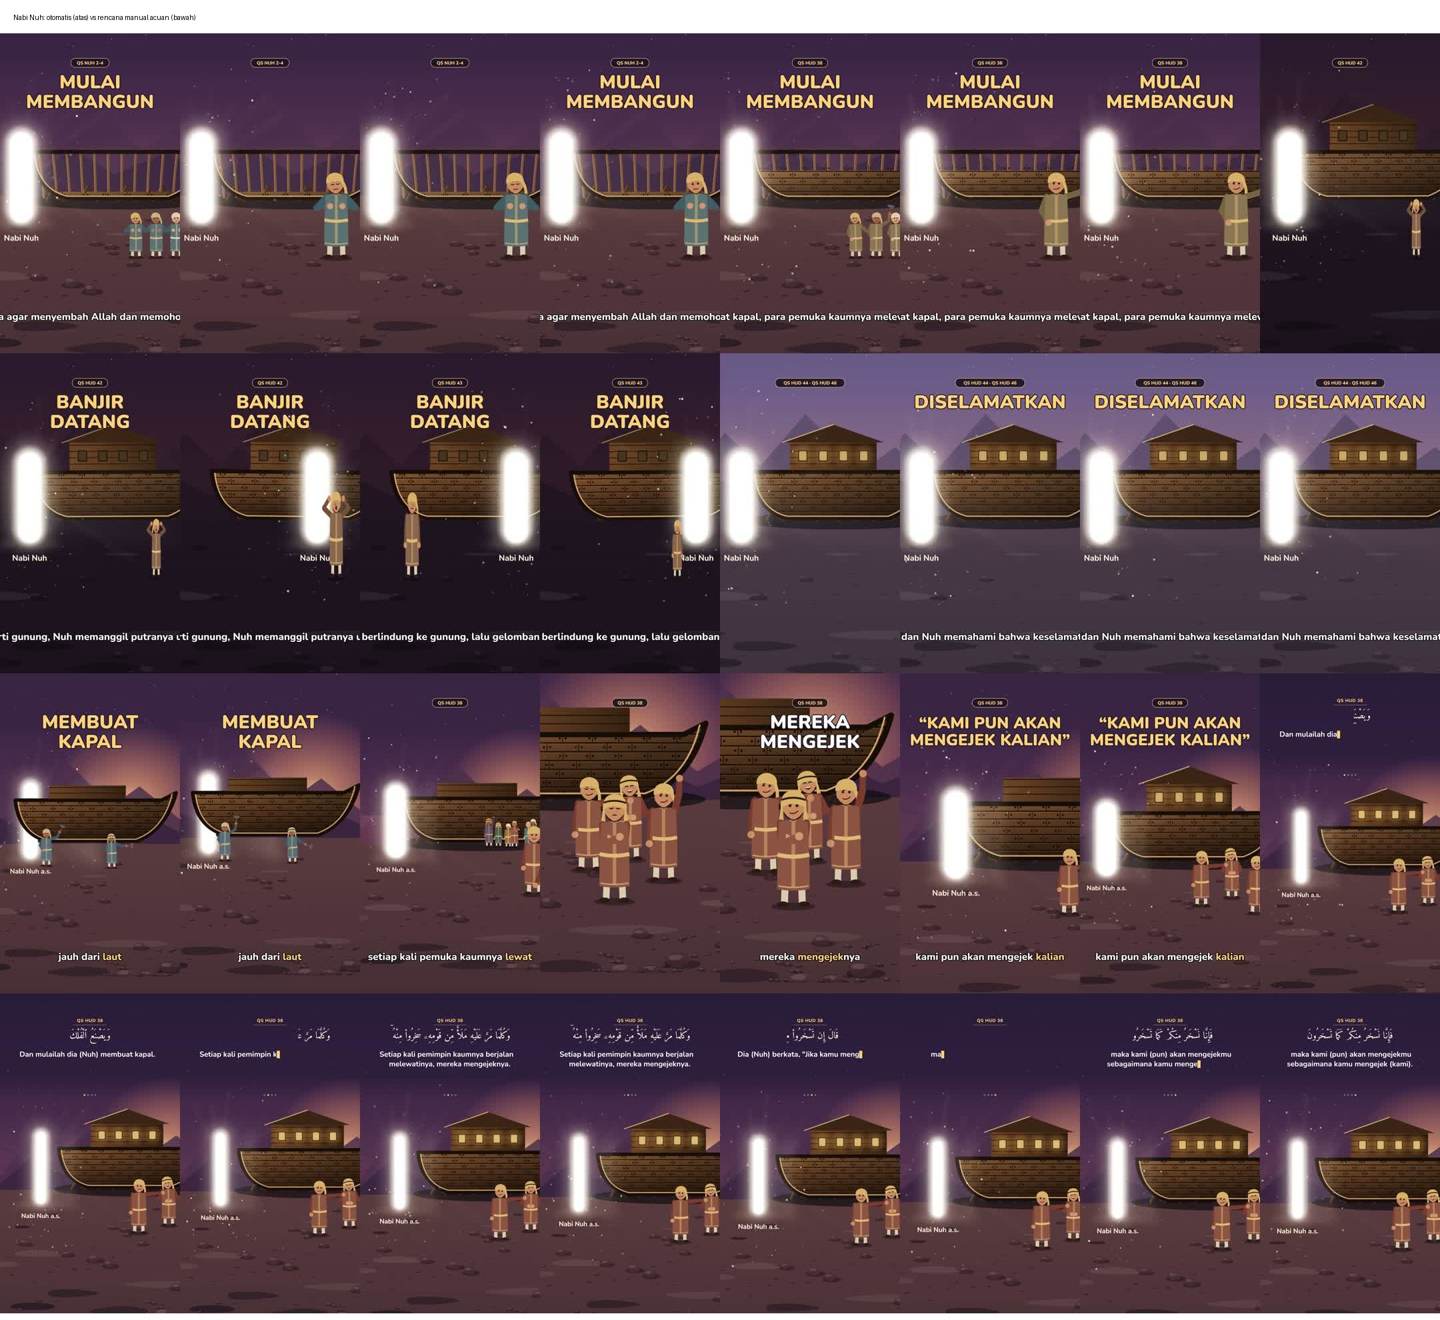 Nabi Nuh: otomatis (atas) vs rencana manual acuan (bawah)
QS NUH 2-4
MULAI
MEMBANGUN
Nabi Nuh
a agar menyembah Allah dan memoho
QS NUH 2-4
Nabi Nuh
QS NUH 2-4
Nabi Nuh
QS NUH 2-4
MULAI
MEMBANGUN
Nabi Nuh
a agar menyembah Allah dan memoho
QS HUD 38
MULAI
MEMBANGUN
Nabi Nuh
at kapal, para pemuka kaumnya mele
QS HUD 38
MULAI
MEMBANGUN
Nabi Nuh
at kapal, para pemuka kaumnya mele
QS HUD 38
MULAI
MEMBANGUN
Nabi Nuh
at kapal, para pemuka kaumnya melew
QS HUD 42
Nabi Nuh
QS HUD 42
BANJIR
DATANG
Nabi Nuh
rti gunung, Nuh memanggil putranya
QS HUD 42
BANJIR
DATANG
Nabi Nu
rti gunung, Nuh memanggil putranya
QS HUD 43
BANJIR
DATANG
Nabi Nuh
berlindung ke gunung, lalu gelomban
QS HUD 43
BANJIR
DATANG
Nabi Nuh
berlindung ke gunung, lalu gelomban
QS HUD 44 · QS HUD 46
Nabi Nuh
QS HUD 44 · QS HUD 46
DISELAMATKAN
Nabi Nuh
dan Nuh memahami bahwa keselamat
QS HUD 44 · QS HUD 46
DISELAMATKAN
Nabi Nuh
dan Nuh memahami bahwa keselamat
QS HUD 44 · QS HUD 46
DISELAMATKAN
Nabi Nuh
dan Nuh memahami bahwa keselamat
MEMBUAT
KAPAL
Nabi Nuh a.s.
jauh dari laut
MEMBUAT
KAPAL
Nabi Nuh a.s.
jauh dari laut
QS HUD 38
Nabi Nuh a.s.
setiap kali pemuka kaumnya lewat
QS HUD 38
QS HUD 38
MEREKA
MENGEJEK
mereka mengejeknya
QS HUD 38
“KAMI PUN AKAN
MENGEJEK KALIAN”
Nabi Nuh a.s.
kami pun akan mengejek kalian
QS HUD 38
“KAMI PUN AKAN
MENGEJEK KALIAN”
Nabi Nuh a.s.
kami pun akan mengejek kalian
QS HUD 38
وَيَصْنَ
Dan mulailah dia
Nabi Nuh a.s.
QS HUD 38
وَيَصْنَعُ ٱلْفُلْكَ
Dan mulailah dia (Nuh) membuat kapal.
Nabi Nuh a.s.
QS HUD 38
وَكُلَّمَا مَرَّ عَ
Setiap kali pemimpin k
Nabi Nuh a.s.
QS HUD 38
وَكُلَّمَا مَرَّ عَلَيْهِ مَلَأٌ مِّن قَوْمِهِۦ سَخِرُوا۟ مِنْهُ
Setiap kali pemimpin kaumnya berjalan
melewatinya, mereka mengejeknya.
Nabi Nuh a.s.
QS HUD 38
وَكُلَّمَا مَرَّ عَلَيْهِ مَلَأٌ مِّن قَوْمِهِۦ سَخِرُوا۟ مِنْهُ
Setiap kali pemimpin kaumnya berjalan
melewatinya, mereka mengejeknya.
Nabi Nuh a.s.
QS HUD 38
قَالَ إِن تَسْخَرُوا۟ مِ
Dia (Nuh) berkata, "Jika kamu meng
Nabi Nuh a.s.
QS HUD 38
ma
Nabi Nuh a.s.
QS HUD 38
فَإِنَّا نَسْخَرُ مِنكُمْ كَمَا تَسْخَرُو
maka kami (pun) akan mengejekmu
sebagaimana kamu menge
Nabi Nuh a.s.
QS HUD 38
فَإِنَّا نَسْخَرُ مِنكُمْ كَمَا تَسْخَرُونَ
maka kami (pun) akan mengejekmu
sebagaimana kamu mengejek (kami).
Nabi Nuh a.s.